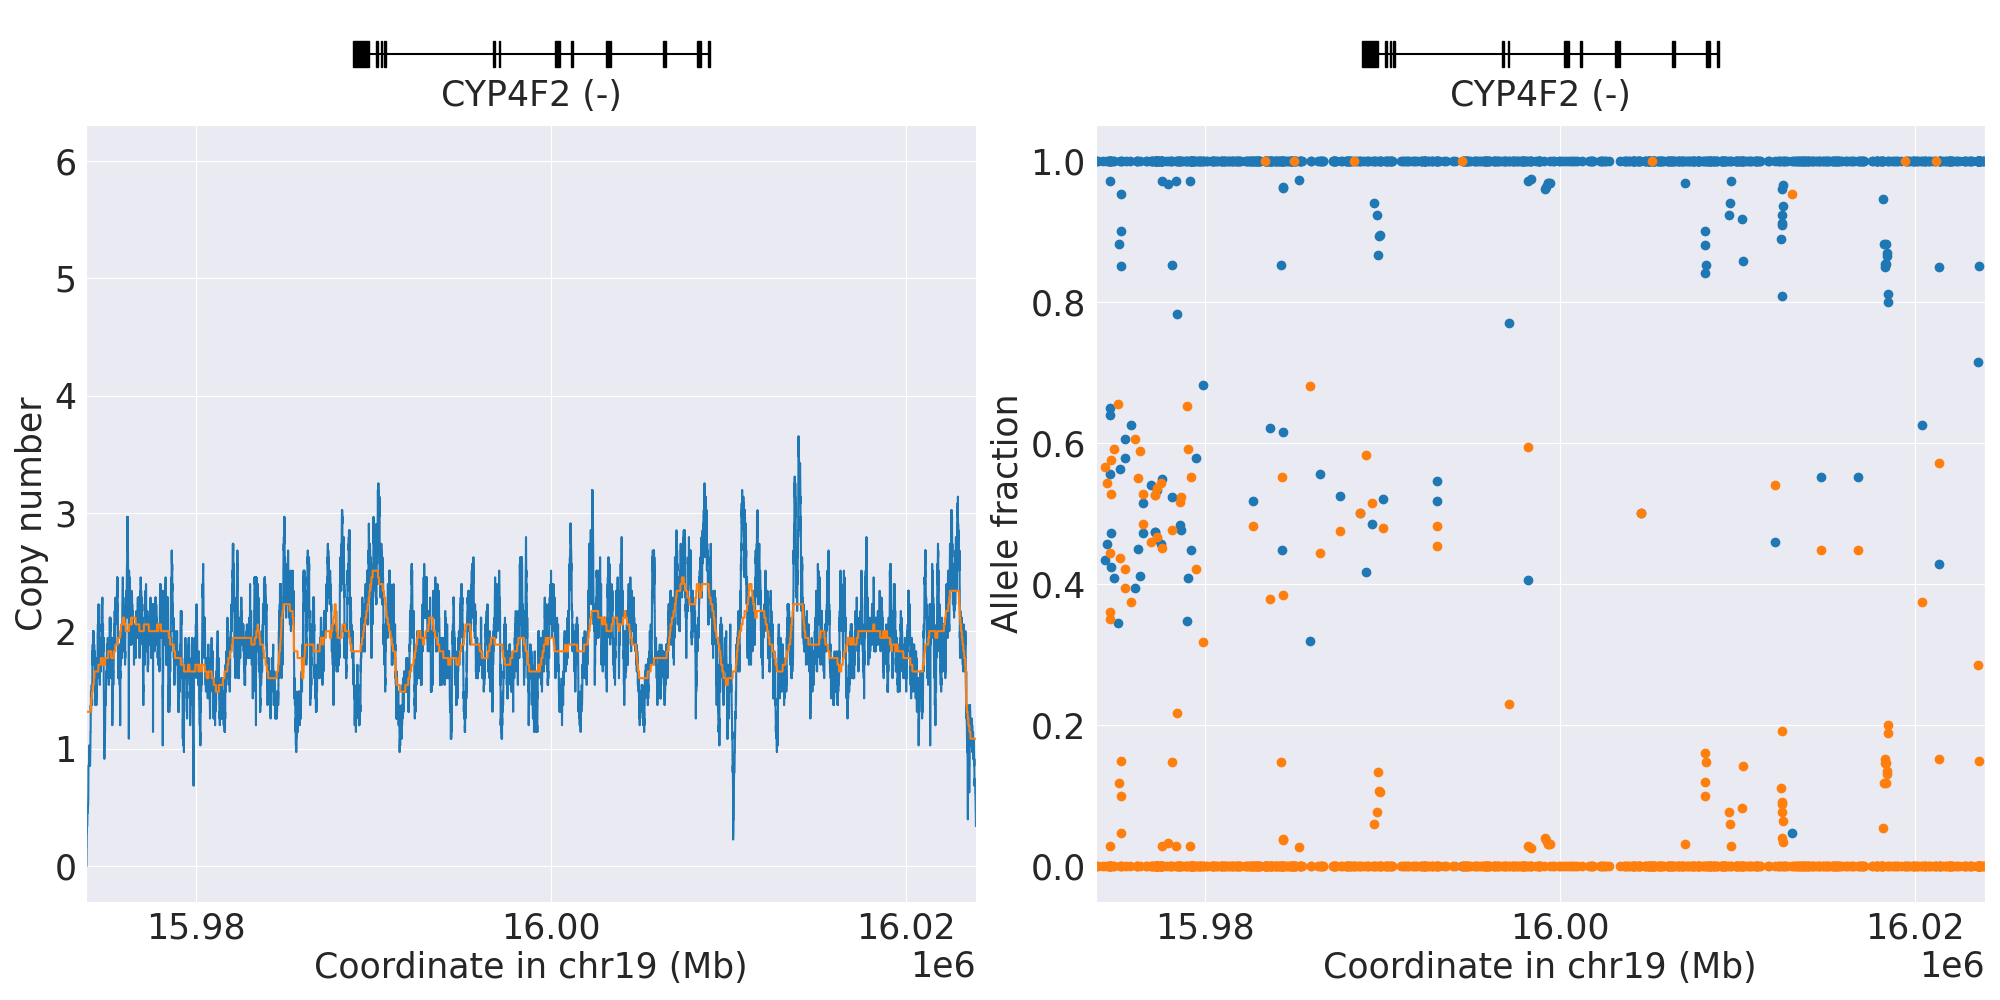 CYP4F2 (-)
CYP4F2 (-)
Copy number
6
5
4
3
2
1
0
15.98
16.00
16.02
Coordinate in chr19 (Mb)
1e6
Allele fraction
1.0
0.8
0.6
0.4
0.2
0.0
15.98
16.00
16.02
Coordinate in chr19 (Mb)
1e6